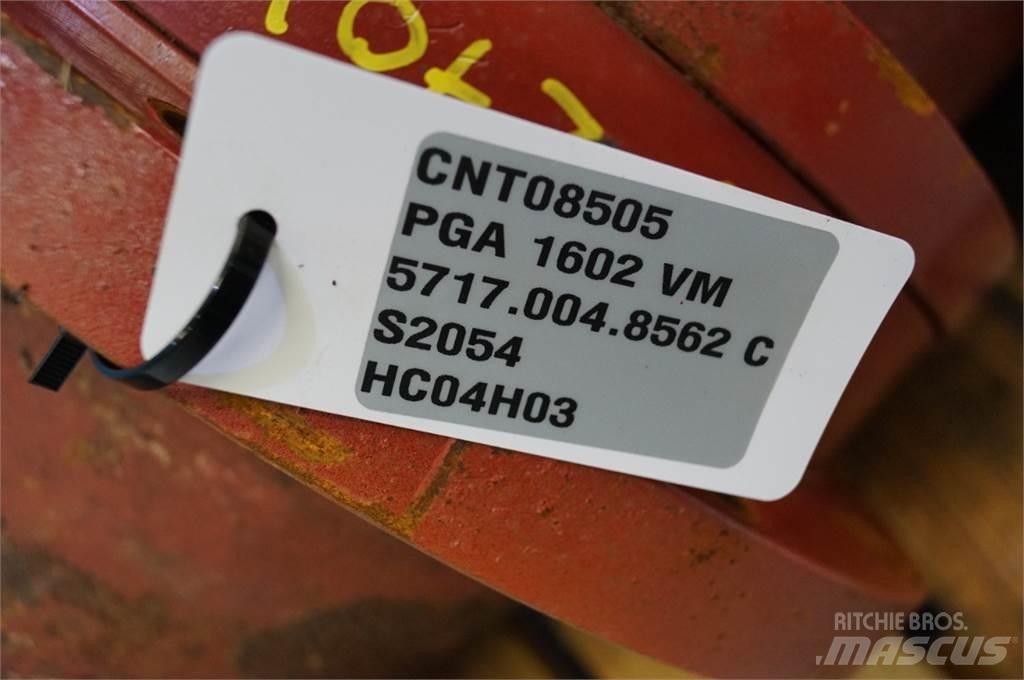 CNT08505
PGA 1602 VM
5717.004.8562 C
S2054
HC04H03
RITCHIE BROS.
MASCUS